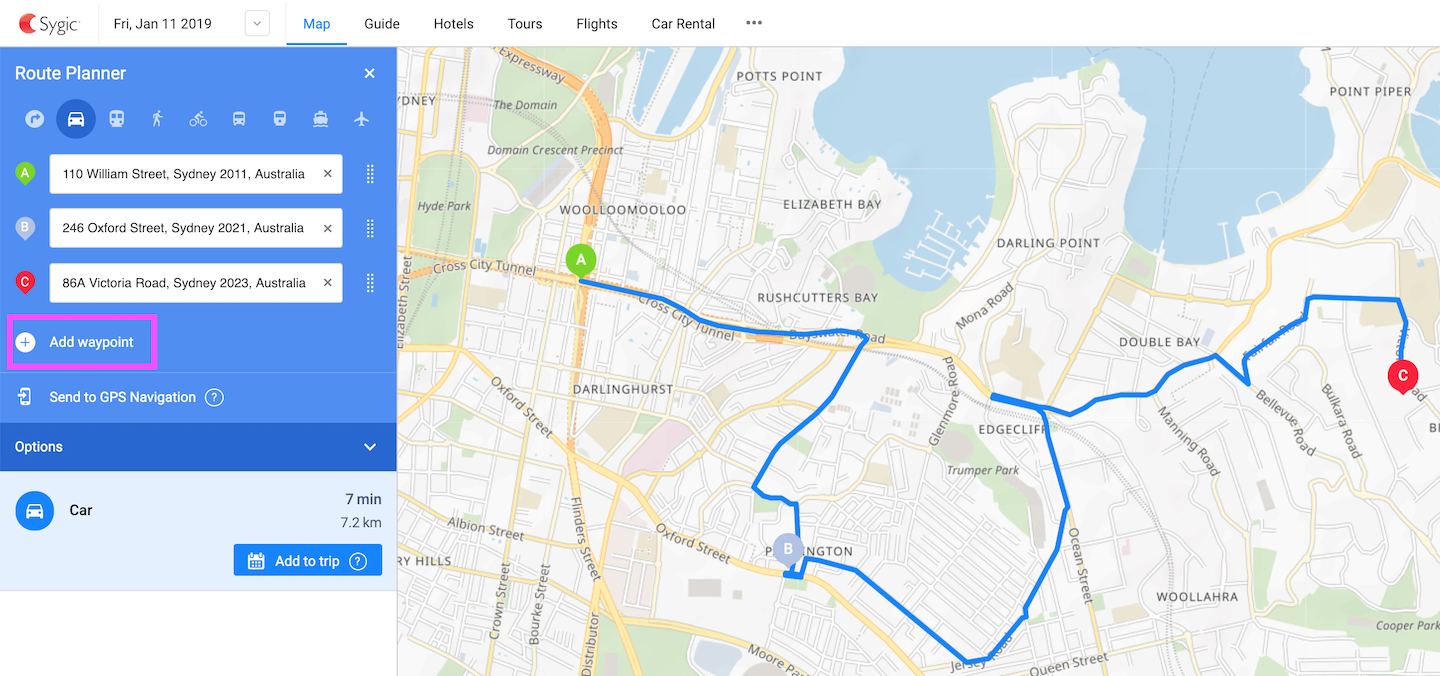 Sygic
Fri, Jan 11 2019
Map
Guide
Hotels
Tours
Flights
Car Rental
•••
Route Planner
A
110 William Street, Sydney 2011, Australia
B
246 Oxford Street, Sydney 2021, Australia
C
86A Victoria Road, Sydney 2023, Australia
Add waypoint
Send to GPS Navigation ?
Options
Car
7 min
7.2 km
Add to trip ?
Expressway
POTTS POINT
POINT PIPER
The Domain
Domain Crescent Precinct
Hyde Park
WOOLLOOMOOLOO
ELIZABETH BAY
DARLING POINT
A
Cross City Tunnel
Elizabeth Street
Cross City Tunnel
RUSHCUTTERS BAY
Mona Road
Bayswater Road
DOUBLE BAY
Fairfax Road
C
DARLINGHURST
Oxford Street
Glenmore Road
EDGECLIFF
Bellevue Road
Bulkara Road
Manning Road
Trumper Park
Flinders Street
Albion Street
Oxford Street
B
Ocean Street
RY HILLS
Crown Street
Bourke Street
Distributor
WOOLLAHRA
Cooper Park
Moore Park
Jersey Road
Queen Street